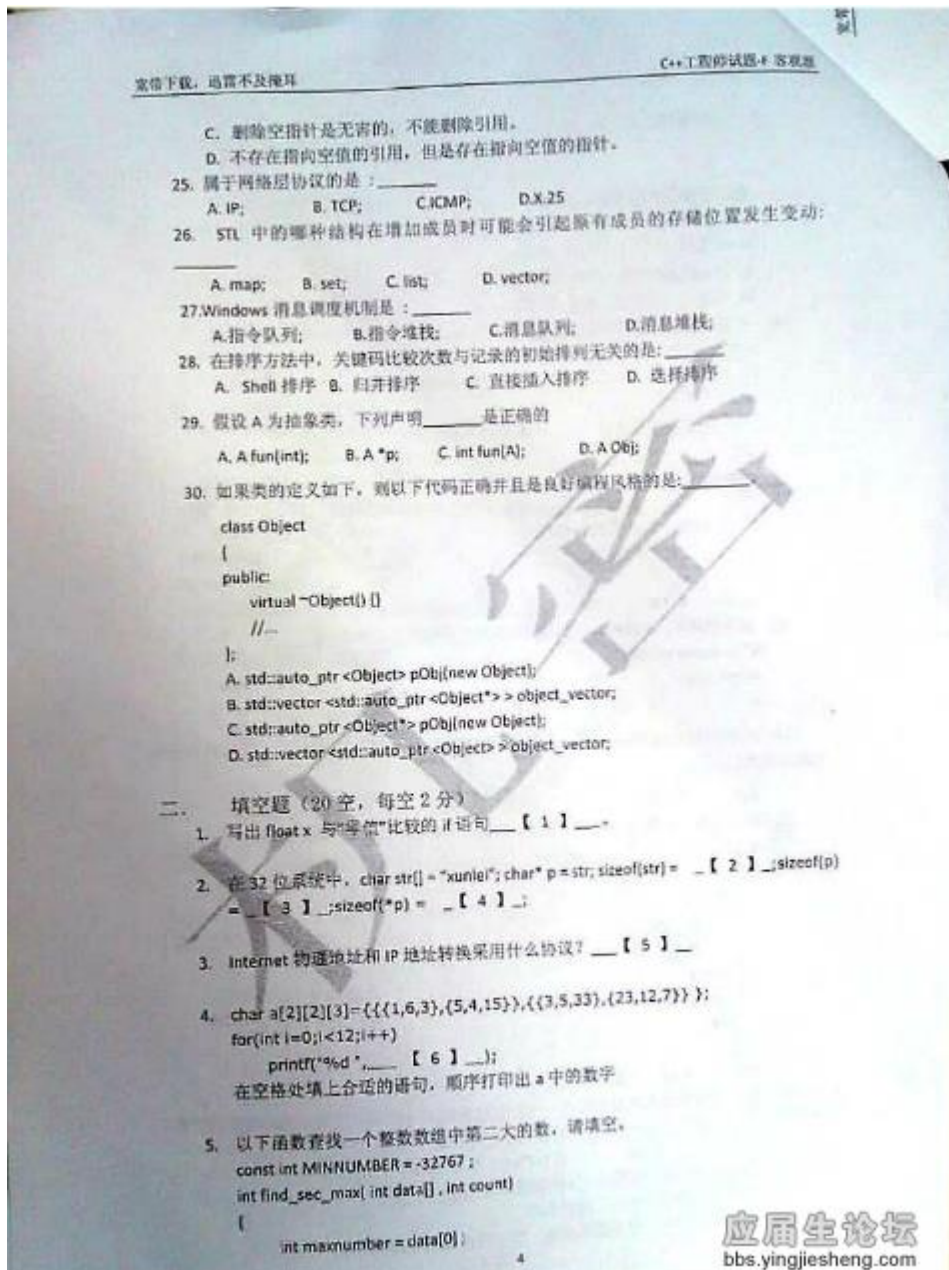 宽带下载，迅雷不及掩耳
C++工程师试题-F 客观题
C. 删除空指针是无害的，不能删除引用。
D. 不存在指向空值的引用，但是存在指向空值的指针。
25. 属于网络层协议的是：______
A. IP; B. TCP; C.ICMP; D.X.25
26. STL 中的哪种结构在增加成员时可能会引起原有成员的存储位置发生变动:
______
A. map; B. set; C. list; D. vector;
27.Windows 消息调度机制是：______
A.指令队列; B.指令堆栈; C.消息队列; D.消息堆栈;
28. 在排序方法中，关键码比较次数与记录的初始排列无关的是:______
A. Shell 排序 B. 归并排序 C. 直接插入排序 D. 选择排序
29. 假设 A 为抽象类，下列声明______是正确的
A. A fun(int); B. A *p; C. int fun(A); D. A Obj;
30. 如果类的定义如下，则以下代码正确并且是良好编程风格的是:______。
class Object
{
public:
virtual ~Object() {}
//...
};
A. std::auto_ptr <Object> pObj(new Object);
B. std::vector <std::auto_ptr <Object*> > object_vector;
C. std::auto_ptr <Object*> pObj(new Object);
D. std::vector <std::auto_ptr <Object> > object_vector;
二. 填空题（20 空，每空 2 分）
1. 写出 float x 与“零值”比较的 if 语句__【 1 】__。
2. 在 32 位系统中，char str[] = "xunlei"; char* p = str; sizeof(str) = _【 2 】_;sizeof(p)
= _【 3 】_;sizeof(*p) = _【 4 】_;
3. Internet 物理地址和 IP 地址转换采用什么协议？__【 5 】_
4. char a[2][2][3]={{{1,6,3},{5,4,15}},{{3,5,33},{23,12,7}} };
for(int i=0;i<12;i++)
printf("%d ",___【 6 】__);
在空格处填上合适的语句，顺序打印出 a 中的数字
5. 以下函数查找一个整数数组中第二大的数，请填空。
const int MINNUMBER = -32767 ;
int find_sec_max( int data[] , int count)
{
int maxnumber = data[0] ;
4
应届生论坛
bbs.yingjiesheng.com